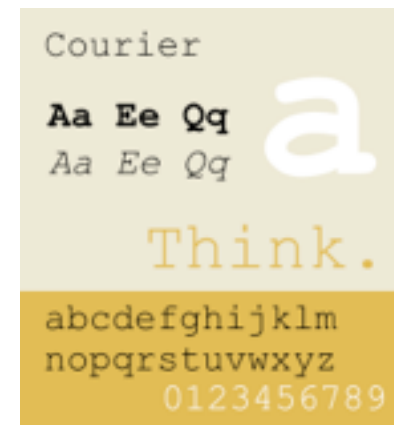 Courier
Aa Ee Qq
a
Aa Ee Qq
Think.
abcdefghijklm
nopqrstuvwxyz
0123456789